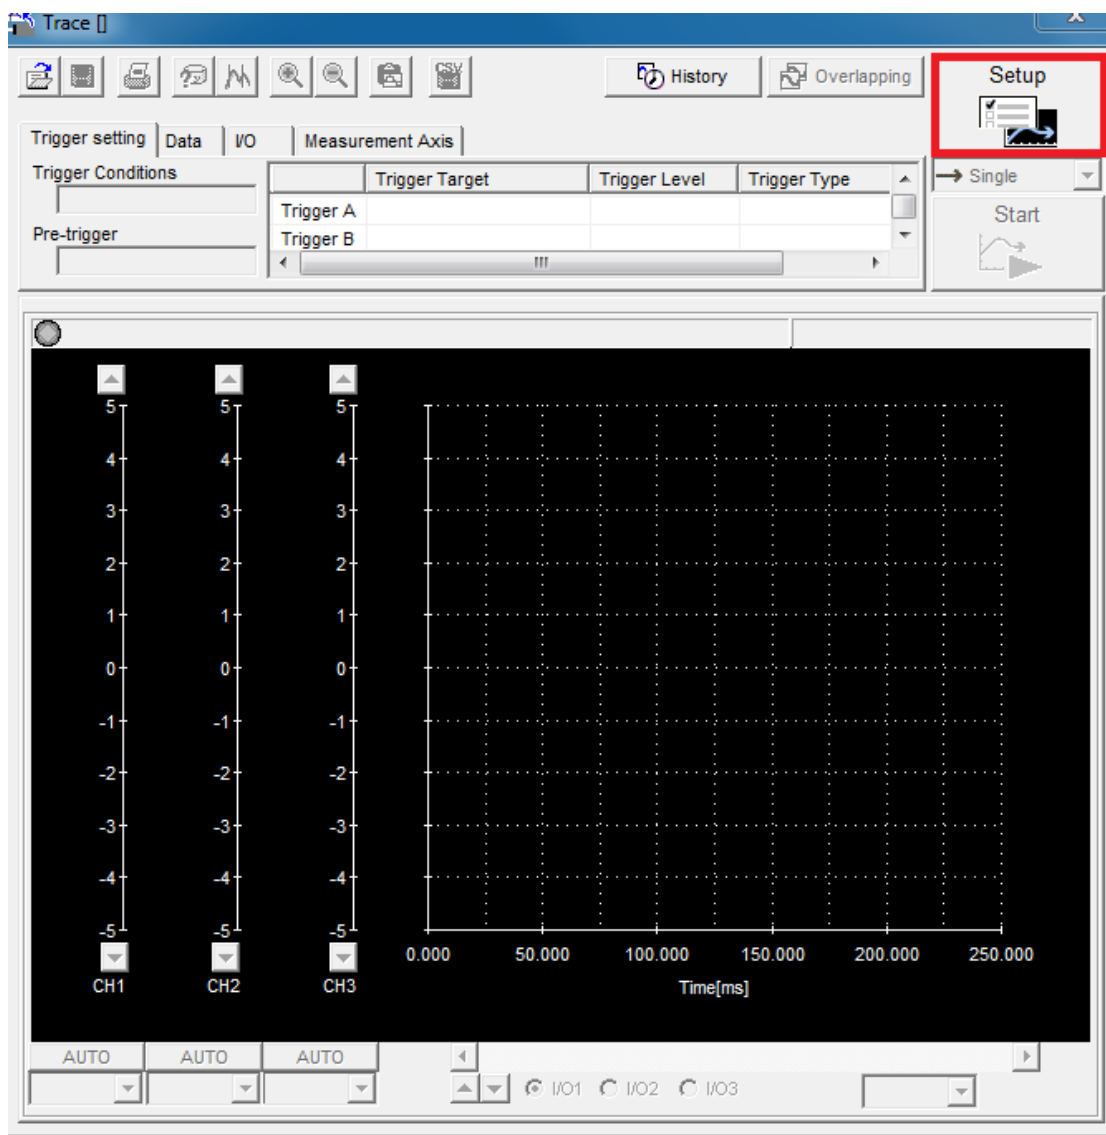 Trace []
X
CSV
History
Overlapping
Setup
Trigger setting
Data
I/O
Measurement Axis
Trigger Conditions
Trigger Target
Trigger Level
Trigger Type
Single
Trigger A
Start
Pre-trigger
Trigger B
5 5 5
4 4 4
3 3 3
2 2 2
1 1 1
0 0 0
-1 -1 -1
-2 -2 -2
-3 -3 -3
-4 -4 -4
-5 -5 -5
0.000 50.000 100.000 150.000 200.000 250.000
CH1 CH2 CH3
Time[ms]
AUTO AUTO AUTO
I/O1 I/O2 I/O3